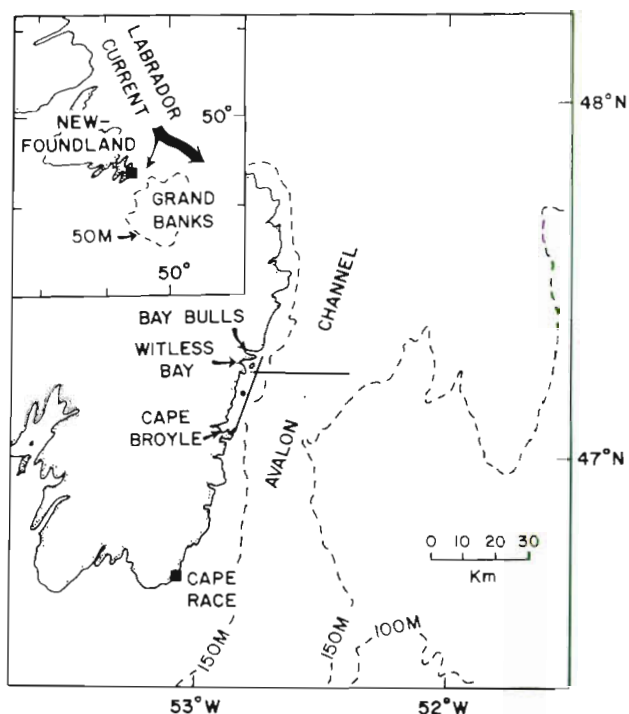 LABRADOR
CURRENT
50°
NEW-
FOUNDLAND
GRAND
BANKS
50M
50°
48°N
CHANNEL
BAY BULLS
WITLESS
BAY
CAPE
BROYLE
AVALON
47°N
0 10 20 30
Km
CAPE
RACE
150M
150M
100M
53°W
52°W